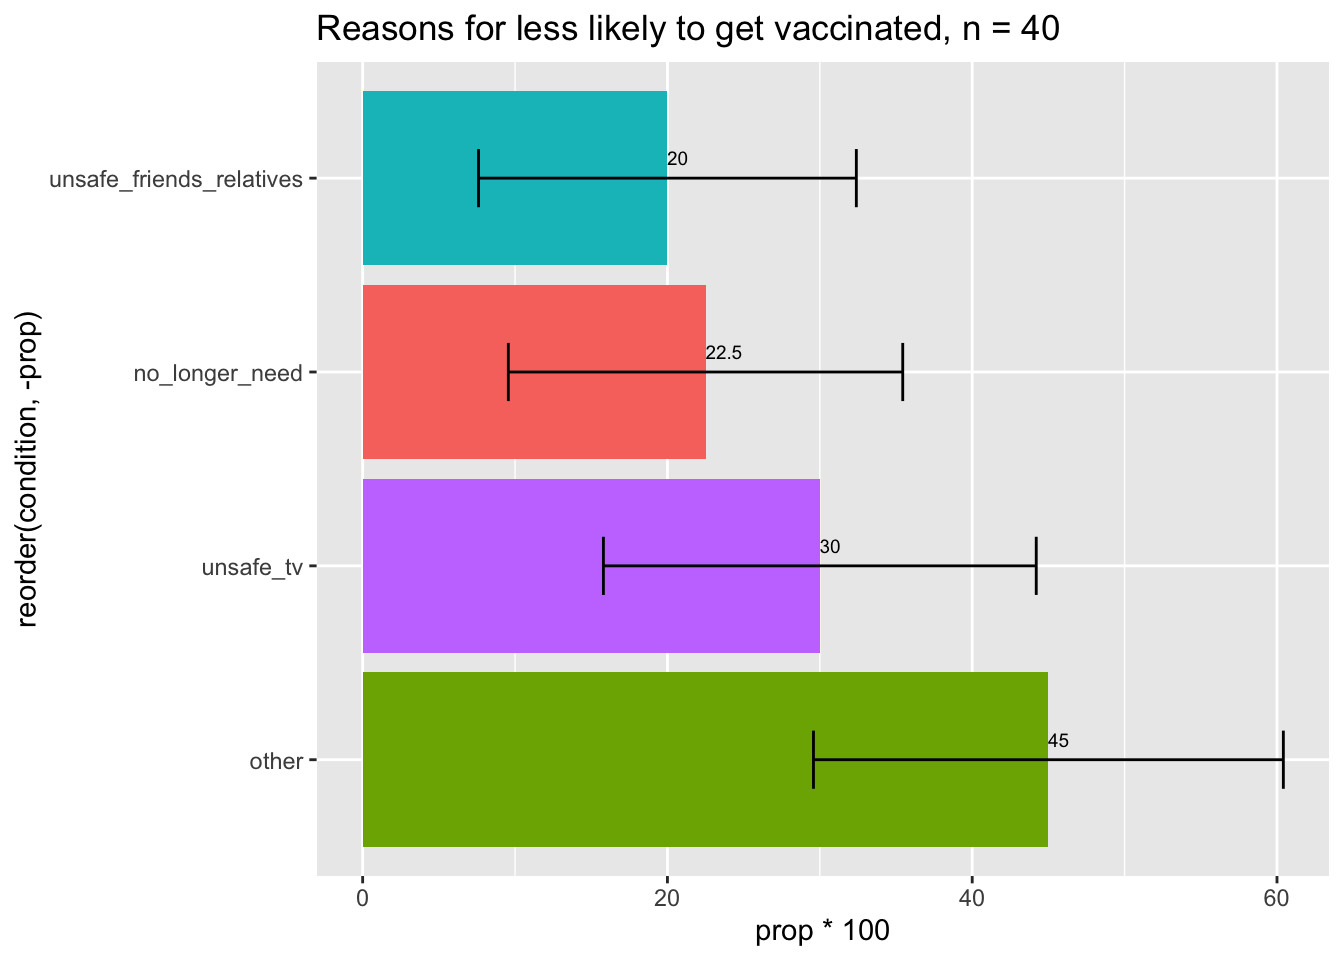 Reasons for less likely to get vaccinated, n = 40
reorder(condition, -prop)
unsafe_friends_relatives
20
no_longer_need
22.5
unsafe_tv
30
other
45
0 20 40 60
prop * 100